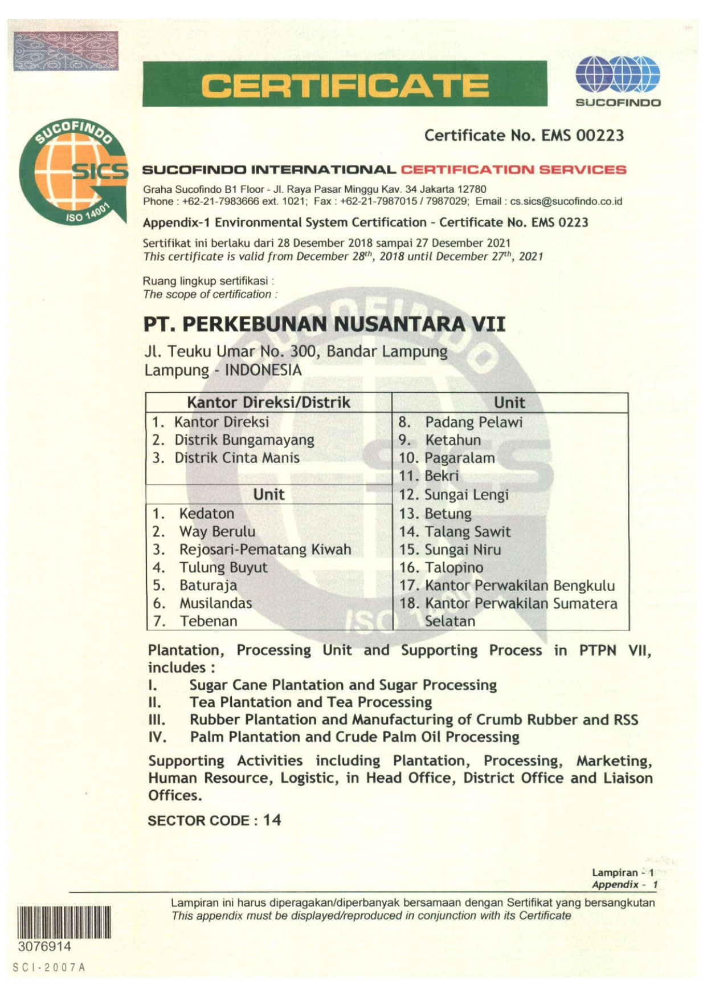 CERTIFICATE
SUCOFINDO
SUCOFINDO
SICS
ISO 14001
Certificate No. EMS 00223
SUCOFINDO INTERNATIONAL CERTIFICATION SERVICES
Graha Sucofindo B1 Floor - Jl. Raya Pasar Minggu Kav. 34 Jakarta 12780
Phone : +62-21-7983666 ext. 1021; Fax : +62-21-7987015 / 7987029; Email : cs.sics@sucofindo.co.id
Appendix-1 Environmental System Certification - Certificate No. EMS 0223
Sertifikat ini berlaku dari 28 Desember 2018 sampai 27 Desember 2021
This certificate is valid from December 28th, 2018 until December 27th, 2021
Ruang lingkup sertifikasi :
The scope of certification :
SUCOFINDO
SICS
ISO 14001
PT. PERKEBUNAN NUSANTARA VII
Jl. Teuku Umar No. 300, Bandar Lampung
Lampung - INDONESIA
Kantor Direksi/Distrik
1. Kantor Direksi
2. Distrik Bungamayang
3. Distrik Cinta Manis
Unit
1. Kedaton
2. Way Berulu
3. Rejosari-Pematang Kiwah
4. Tulung Buyut
5. Baturaja
6. Musilandas
7. Tebenan
Unit
8. Padang Pelawi
9. Ketahun
10. Pagaralam
11. Bekri
12. Sungai Lengi
13. Betung
14. Talang Sawit
15. Sungai Niru
16. Talopino
17. Kantor Perwakilan Bengkulu
18. Kantor Perwakilan Sumatera
Selatan
Plantation, Processing Unit and Supporting Process in PTPN VII,
includes :
I. Sugar Cane Plantation and Sugar Processing
II. Tea Plantation and Tea Processing
III. Rubber Plantation and Manufacturing of Crumb Rubber and RSS
IV. Palm Plantation and Crude Palm Oil Processing
Supporting Activities including Plantation, Processing, Marketing,
Human Resource, Logistic, in Head Office, District Office and Liaison
Offices.
SECTOR CODE : 14
Lampiran - 1
Appendix - 1
Lampiran ini harus diperagakan/diperbanyak bersamaan dengan Sertifikat yang bersangkutan
This appendix must be displayed/reproduced in conjunction with its Certificate
3076914
SCI-2007A